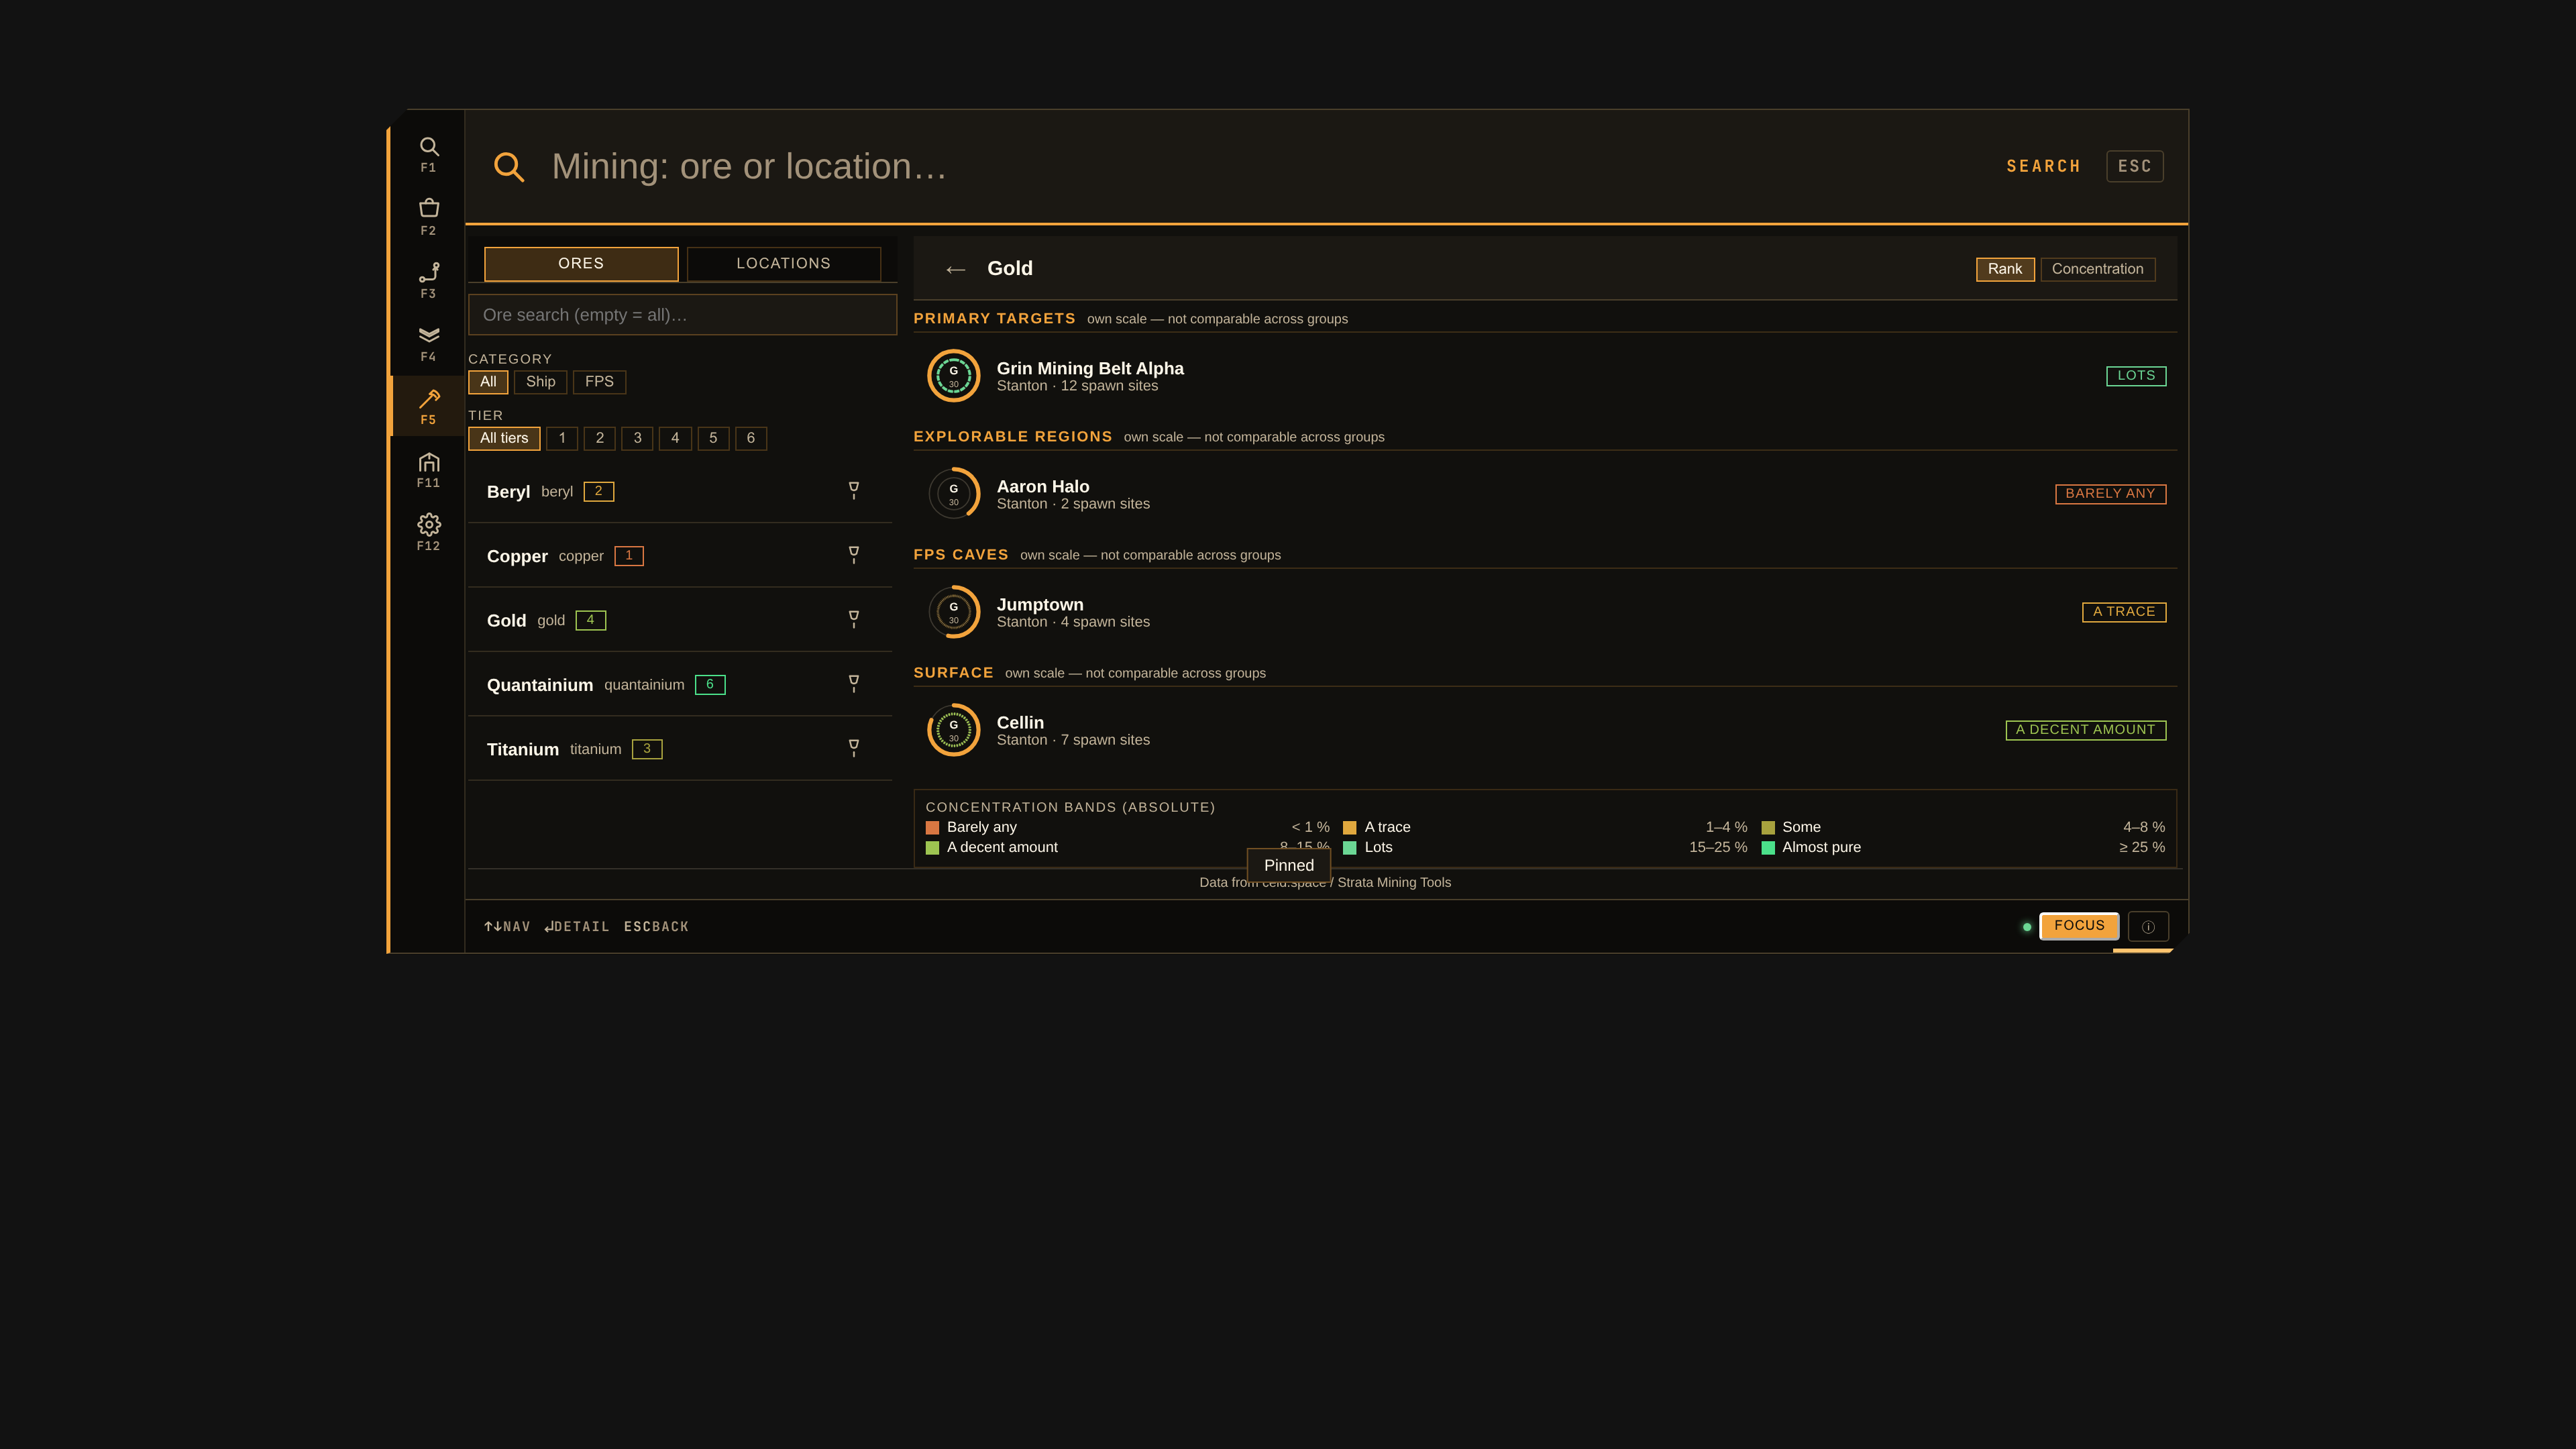 F1
F2
F3
F4
F5
F11
F12
Mining: ore or location…
SEARCH ESC
ORES LOCATIONS
Ore search (empty = all)…
CATEGORY
All Ship FPS
TIER
All tiers 1 2 3 4 5 6
Beryl beryl 2
Copper copper 1
Gold gold 4
Quantainium quantainium 6
Titanium titanium 3
← Gold
Rank Concentration
PRIMARY TARGETS own scale — not comparable across groups
G
30
Grin Mining Belt Alpha
Stanton · 12 spawn sites
LOTS
EXPLORABLE REGIONS own scale — not comparable across groups
G
30
Aaron Halo
Stanton · 2 spawn sites
BARELY ANY
FPS CAVES own scale — not comparable across groups
G
30
Jumptown
Stanton · 4 spawn sites
A TRACE
SURFACE own scale — not comparable across groups
G
30
Cellin
Stanton · 7 spawn sites
A DECENT AMOUNT
CONCENTRATION BANDS (ABSOLUTE)
Barely any < 1 % A trace 1–4 % Some 4–8 %
A decent amount 8–15 % Lots 15–25 % Almost pure ≥ 25 %
Pinned
Data from / Strata Mining Tools
↑↓NAV ↵DETAIL ESCBACK
FOCUS ⓘ